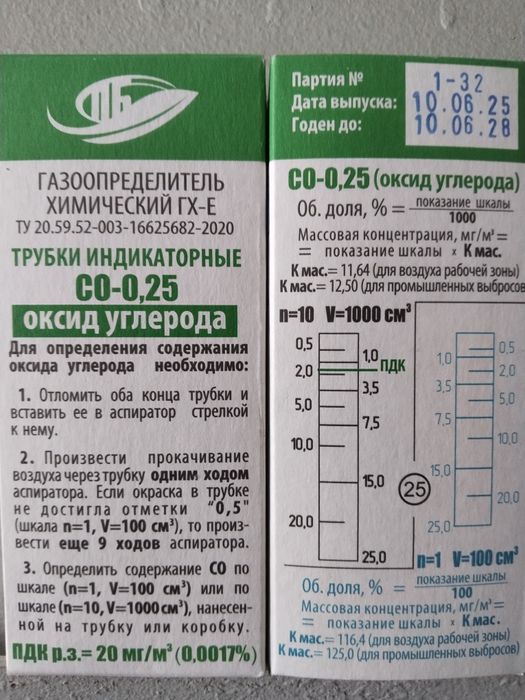 ПБ
ГАЗООПРЕДЕЛИТЕЛЬ
ХИМИЧЕСКИЙ ГХ-Е
ТУ 20.59.52-003-16625682-2020
ТРУБКИ ИНДИКАТОРНЫЕ
СО-0,25
оксид углерода
Для определения содержания
оксида углерода необходимо:
1. Отломить оба конца трубки и
вставить ее в аспиратор стрелкой
к нему.
2. Произвести прокачивание
воздуха через трубку одним ходом
аспиратора. Если окраска в трубке
не достигла отметки "0,5"
(шкала n=1, V=100 см³), то произ-
вести еще 9 ходов аспиратора.
3. Определить содержание СО по
шкале (n=1, V=100 см³) или по
шкале (n=10, V=1000 см³), нанесен-
ной на трубку или коробку.
ПДК р.з.= 20 мг/м³ (0,0017%)
Партия № 1-32
Дата выпуска: 10.06.25
Годен до: 10.06.28
СО-0,25 (оксид углерода)
Об. доля, % = показание шкалы
1000
Массовая концентрация, мг/м³=
= показание шкалы х К мас.
К мас.= 11,64 (для воздуха рабочей зоны)
К мас.= 12,50 (для промышленных выбросов
n=10 V=1000 см³
0,5
1,0
ПДК
2,0
3,5
5,0
7,5
10,0
15,0
20,0
25,0
25
0,5
1,0
2,0
3,5
5,0
7,5
10,0
15,0
20,0
25,0
n=1 V=100 см³
Об. доля, % = показание шкалы
100
Массовая концентрация, мг/м³=
= показание шкалы х К мас.
К мас.= 116,4 (для воздуха рабочей зоны)
К мас.= 125,0 (для промышленных выбросов)